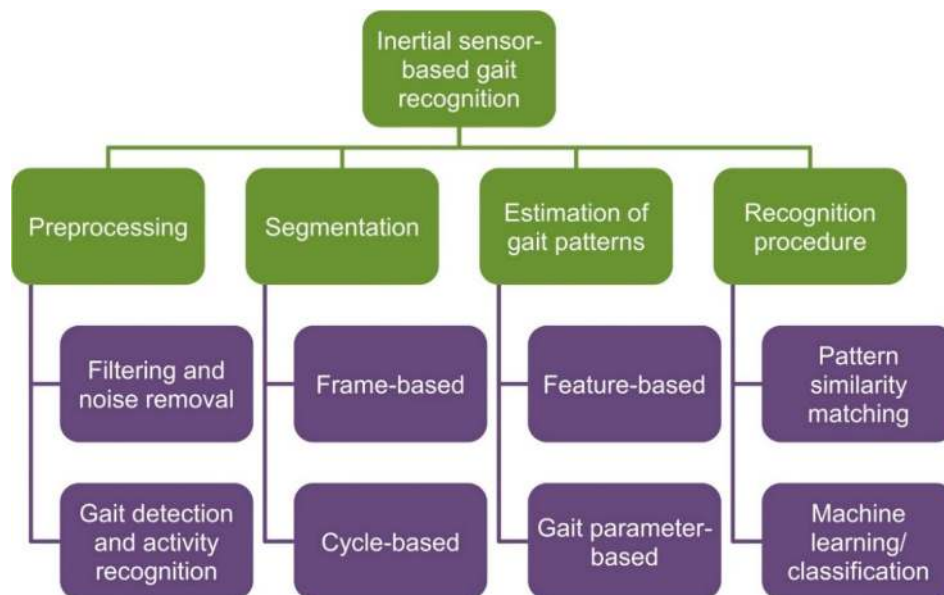 Inertial sensor-
based gait
recognition
Preprocessing
Segmentation
Estimation of
gait patterns
Recognition
procedure
Filtering and
noise removal
Frame-based
Feature-based
Pattern
similarity
matching
Gait detection
and activity
recognition
Cycle-based
Gait parameter-
based
Machine
learning/
classification